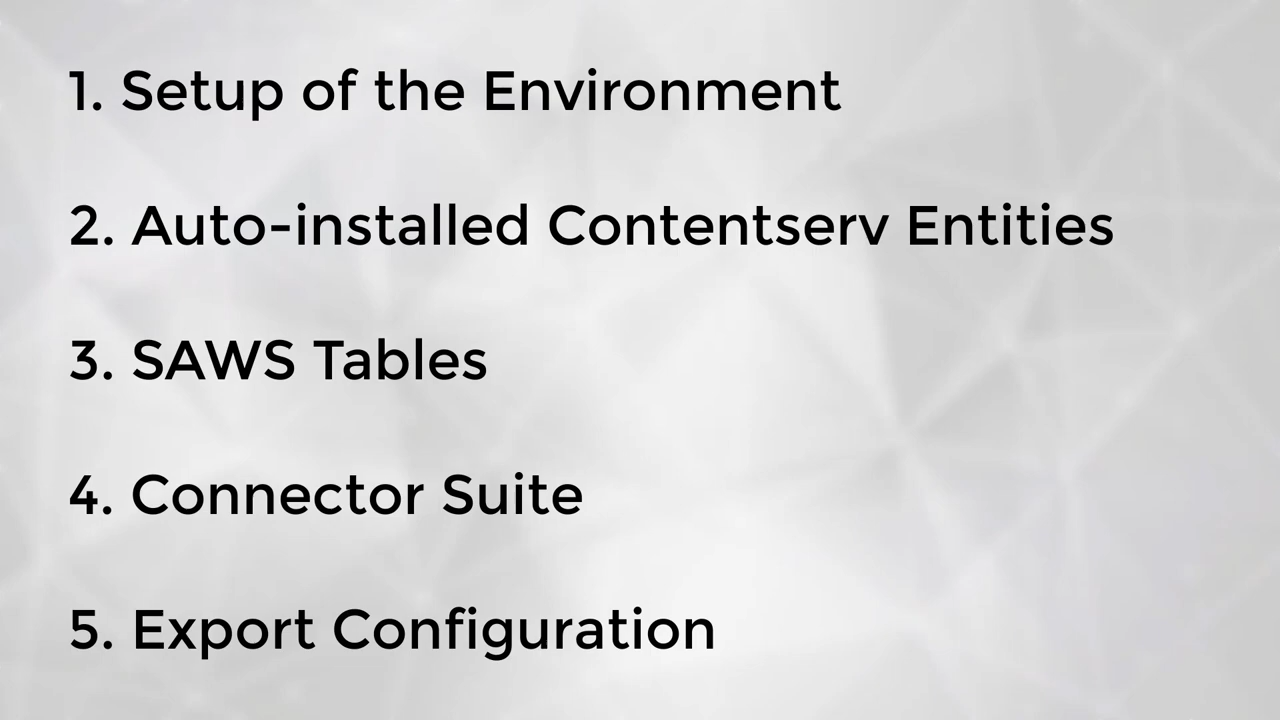 1. Setup of the Environment
2. Auto-installed Contentserv Entities
3. SAWS Tables
4. Connector Suite
5. Export Configuration